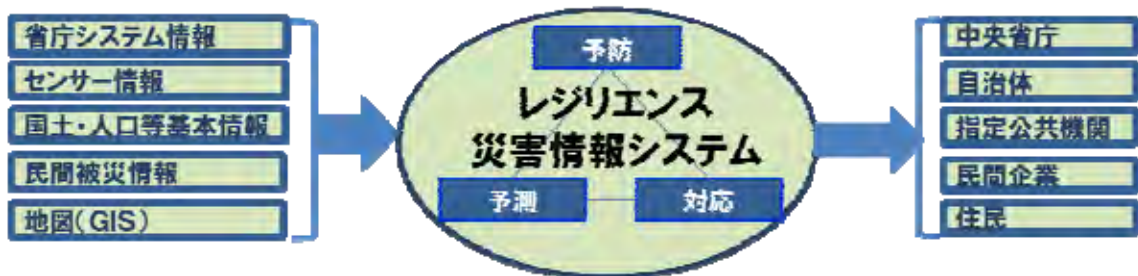 省庁システム情報
センサー情報
国土・人口等基本情報
民間被災情報
地図(GIS)
予防
レジリエンス
災害情報システム
予測
対応
中央省庁
自治体
指定公共機関
民間企業
住民